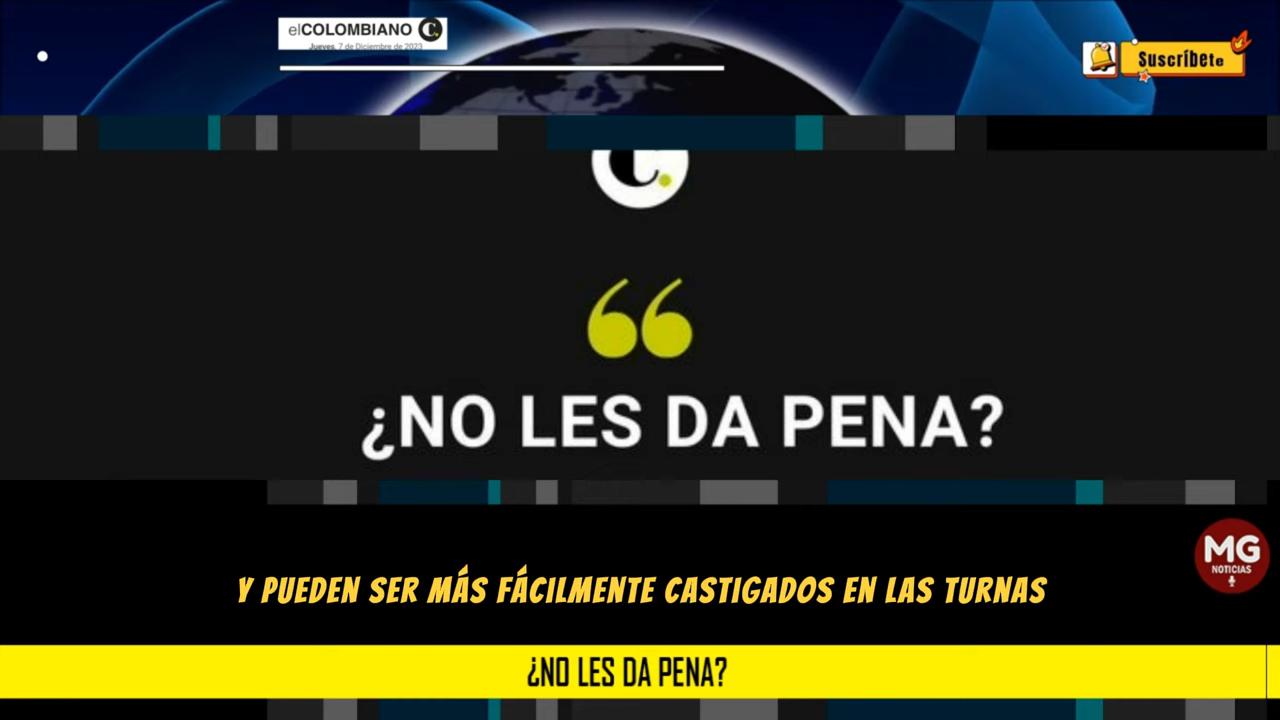 elCOLOMBIANO C.
Jueves, 7 de Diciembre de 2023
Suscríbete
C.
“
¿NO LES DA PENA?
MG
NOTICIAS
Y PUEDEN SER MÁS FÁCILMENTE CASTIGADOS EN LAS TURNAS
¿NO LES DA PENA?